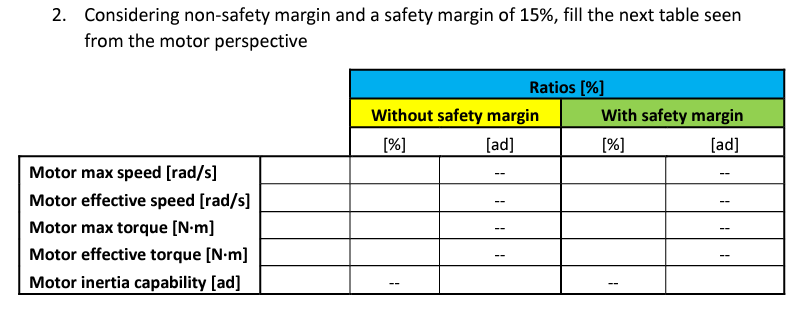 2. Considering non-safety margin and a safety margin of 15%, fill the next table seen
from the motor perspective
Ratios [%]
Without safety margin With safety margin
[%] [ad] [%] [ad]
Motor max speed [rad/s] -- --
Motor effective speed [rad/s] -- --
Motor max torque [N·m] -- --
Motor effective torque [N·m] -- --
Motor inertia capability [ad] -- --